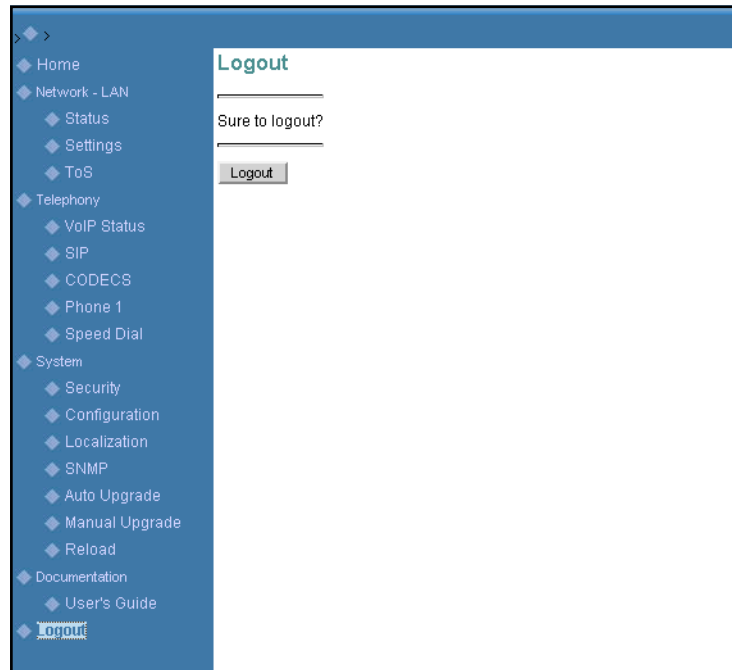 > >
Home
Network - LAN
Status
Settings
ToS
Telephony
VoIP Status
SIP
CODECS
Phone 1
Speed Dial
System
Security
Configuration
Localization
SNMP
Auto Upgrade
Manual Upgrade
Reload
Documentation
User's Guide
Logout
Logout
Sure to logout?
Logout